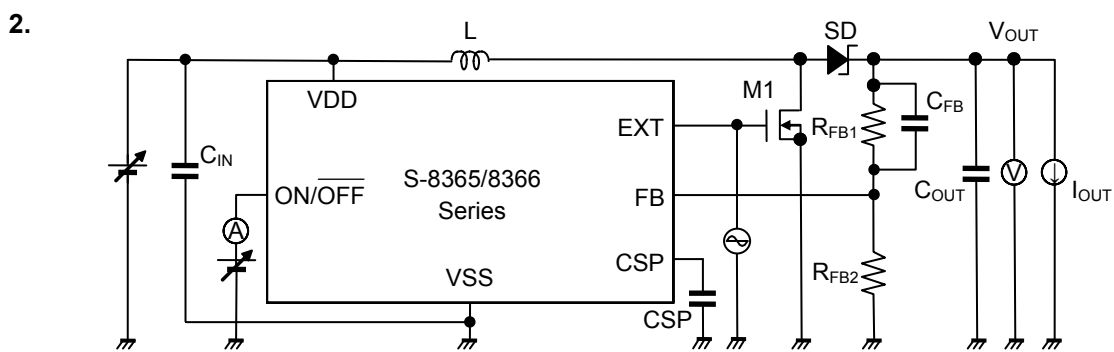 2.
L
SD
VOUT
VDD
M1
CFB
EXT
RFB1
CIN
S-8365/8366
Series
ON/OFF
FB
COUT
V
IOUT
A
CSP
RFB2
VSS
CSP